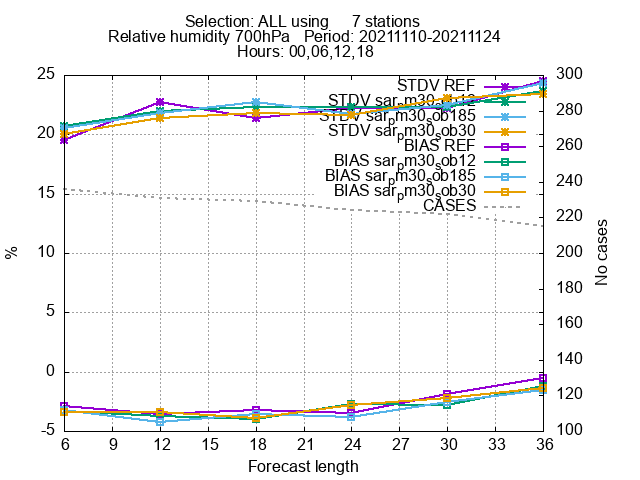 Selection: ALL using 7 stations
Relative humidity 700hPa Period: 20211110-20211124
Hours: 00,06,12,18
STDV REF
STDV sar_pm30_sob12
STDV sar_pm30_sob185
STDV sar_pm30_sob30
BIAS REF
BIAS sar_pm30_sob12
BIAS sar_pm30_sob185
BIAS sar_pm30_sob30
CASES
25
20
15
10
5
0
-5
%
300
280
260
240
220
200
180
160
140
120
100
No cases
6 9 12 15 18 21 24 27 30 33 36
Forecast length